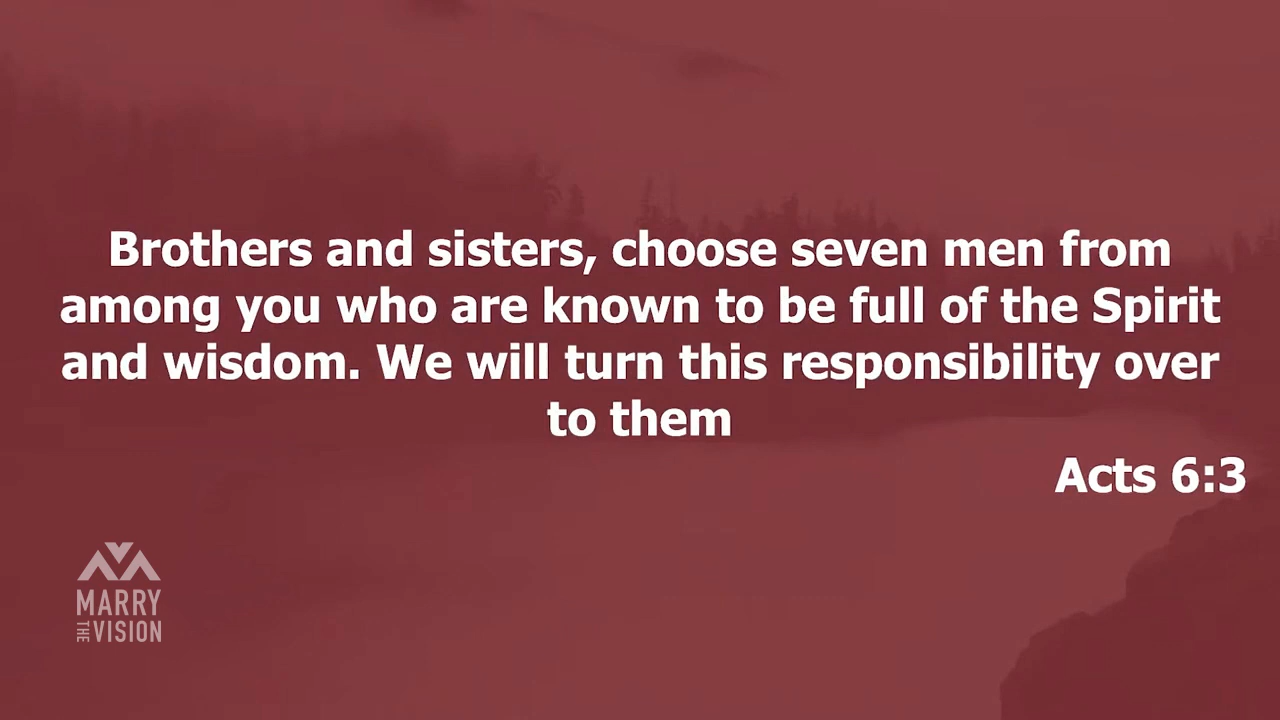 Brothers and sisters, choose seven men from
among you who are known to be full of the Spirit
and wisdom. We will turn this responsibility over
to them
Acts 6:3
MARRY
THE VISION